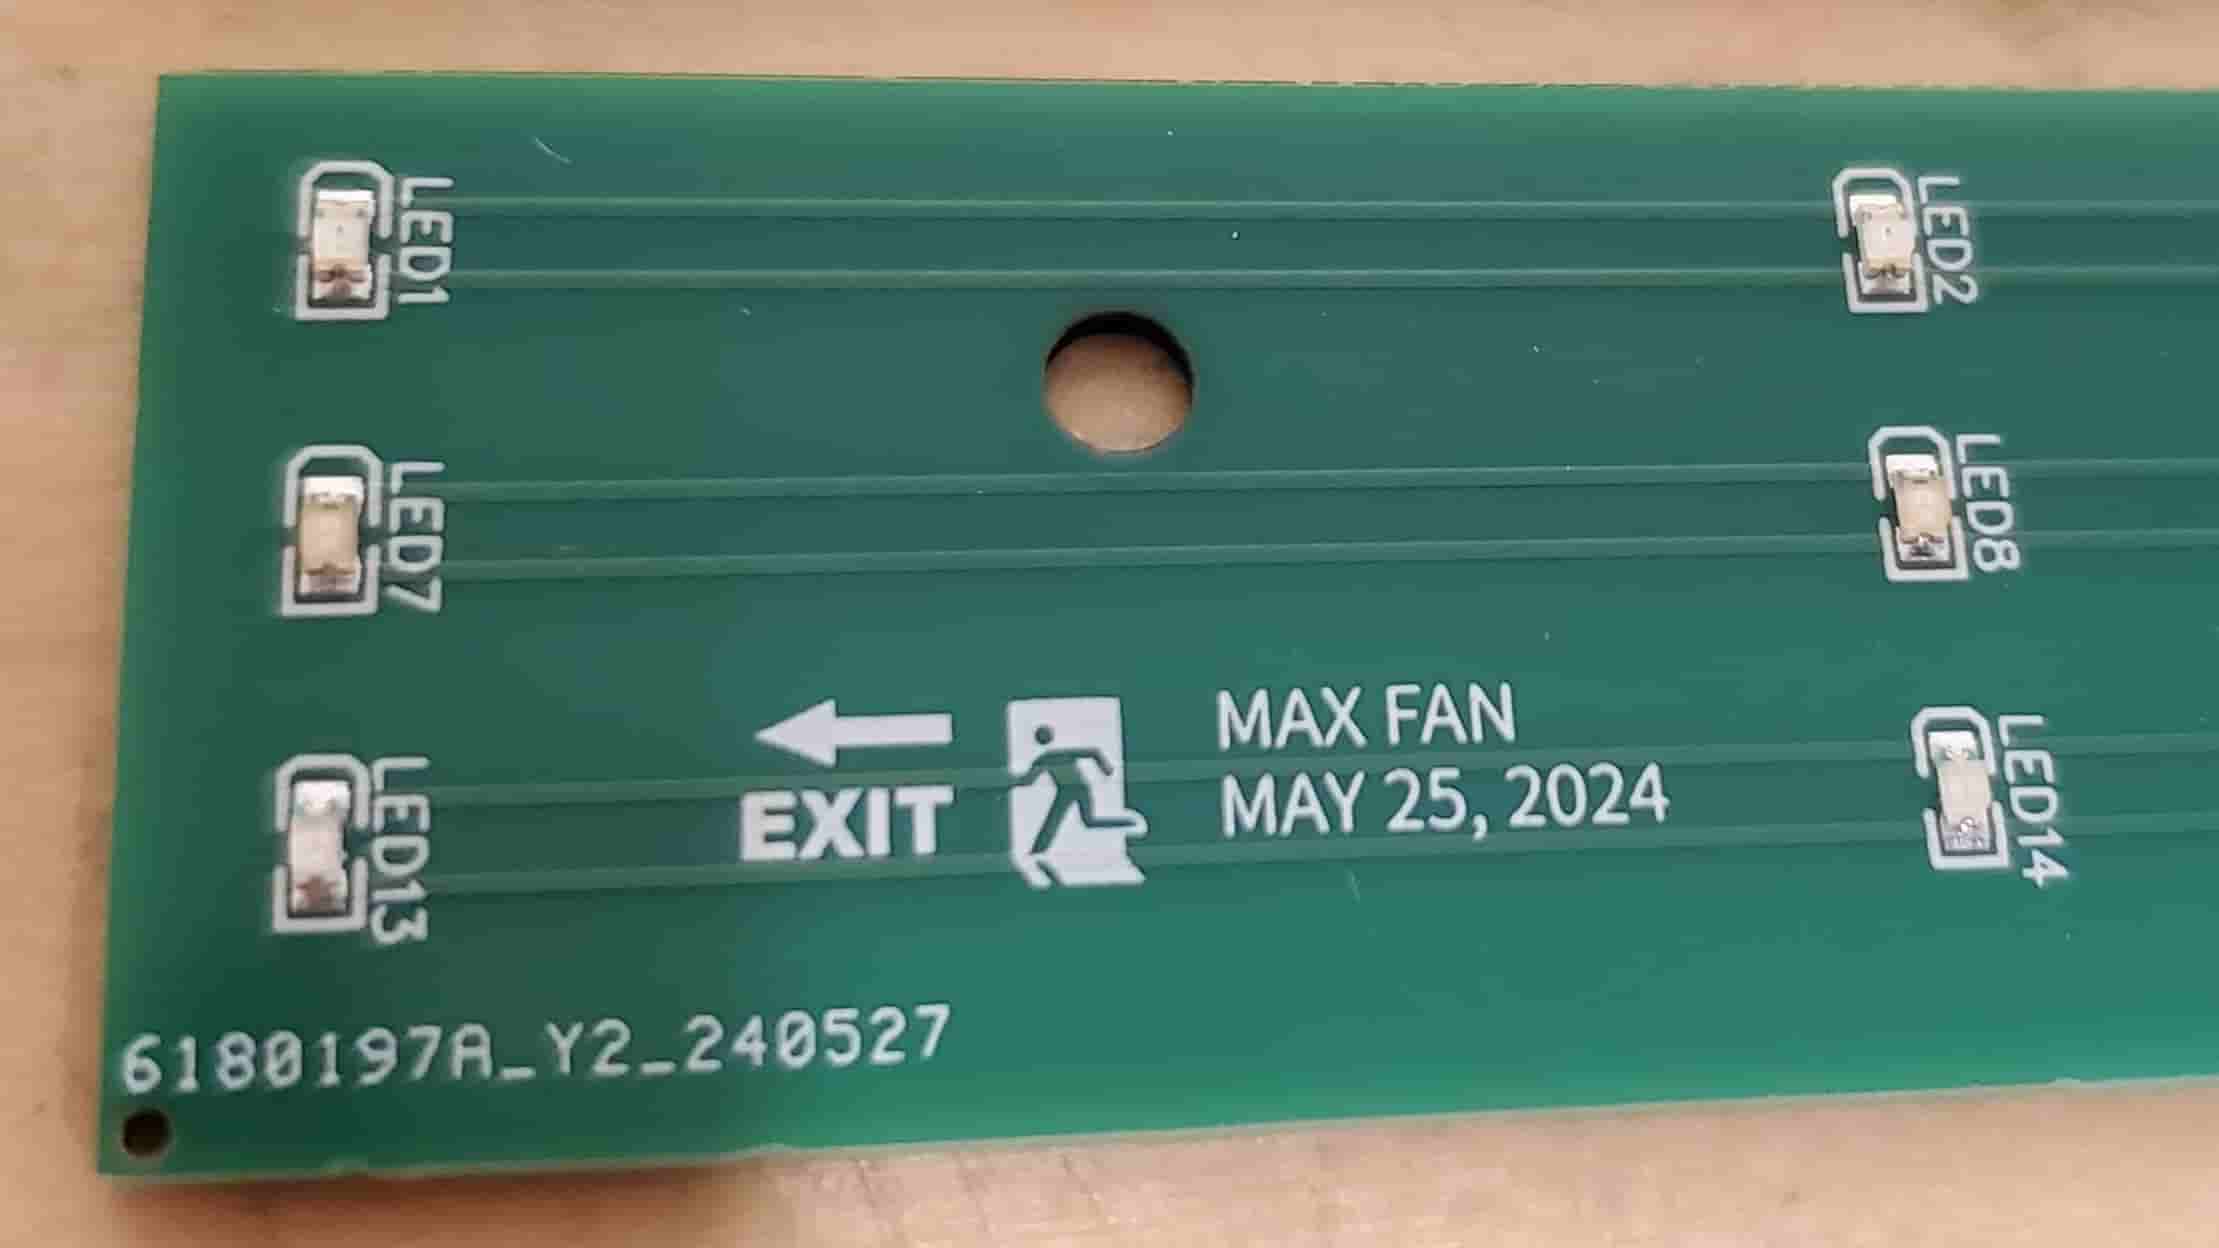 LED1
LED2
LED7
LED8
MAX FAN
MAY 25, 2024
EXIT
LED13
LED14
6180197A_Y2_240527